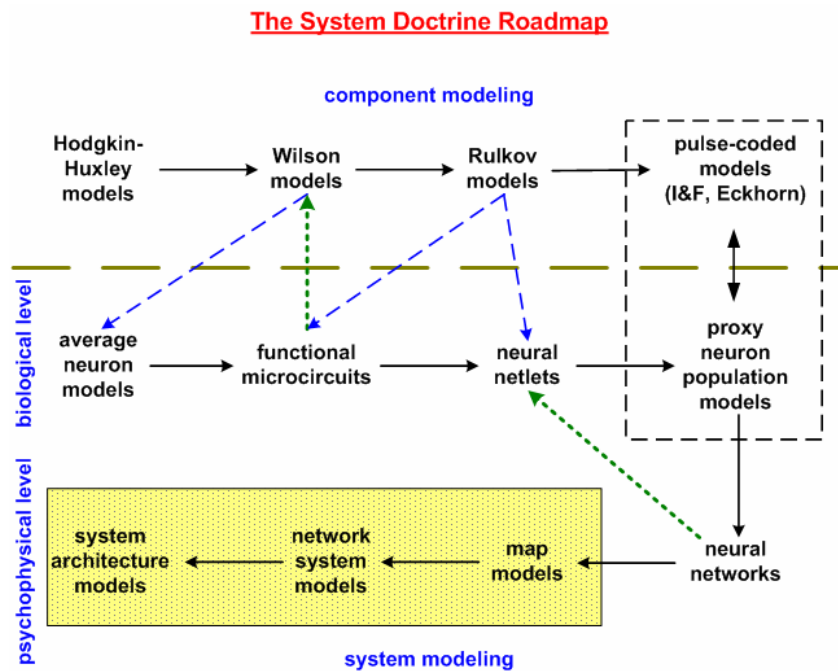 The System Doctrine Roadmap
component modeling
Hodgkin-
Huxley
models
Wilson
models
Rulkov
models
pulse-coded
models
(I&F, Eckhorn)
biological level
average
neuron
models
functional
microcircuits
neural
netlets
proxy
neuron
population
models
psychophysical level
system
architecture
models
network
system
models
map
models
neural
networks
system modeling